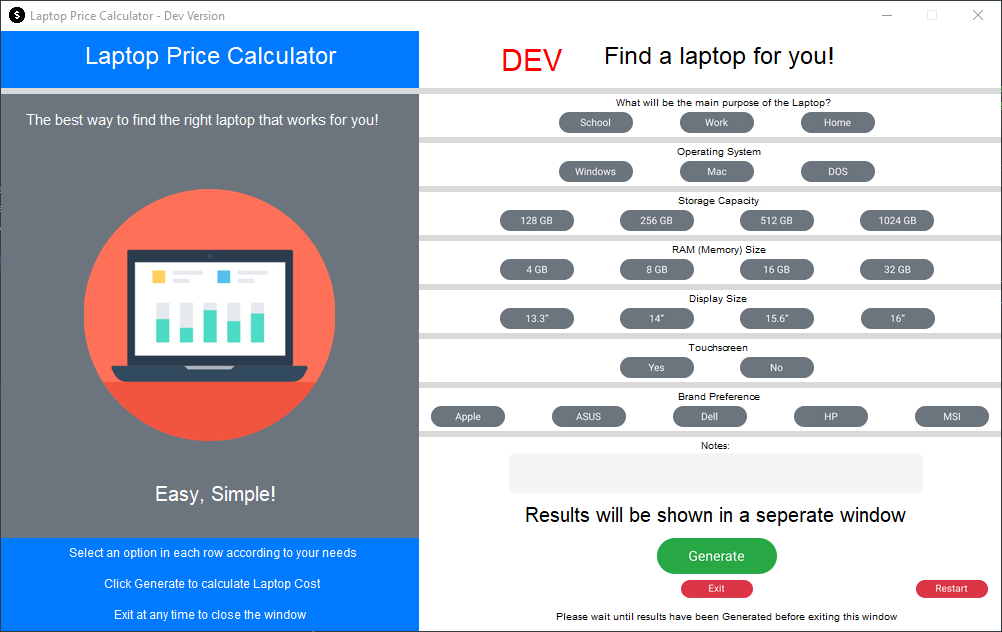 Laptop Price Calculator - Dev Version
Laptop Price Calculator
The best way to find the right laptop that works for you!
Easy, Simple!
Select an option in each row according to your needs
Click Generate to calculate Laptop Cost
Exit at any time to close the window
DEV Find a laptop for you!
What will be the main purpose of the Laptop?
School Work Home
Operating System
Windows Mac DOS
Storage Capacity
128 GB 256 GB 512 GB 1024 GB
RAM (Memory) Size
4 GB 8 GB 16 GB 32 GB
Display Size
13.3” 14” 15.6” 16”
Touchscreen
Yes No
Brand Preference
Apple ASUS Dell HP MSI
Notes:
Results will be shown in a seperate window
Generate
Exit Restart
Please wait until results have been Generated before exiting this window